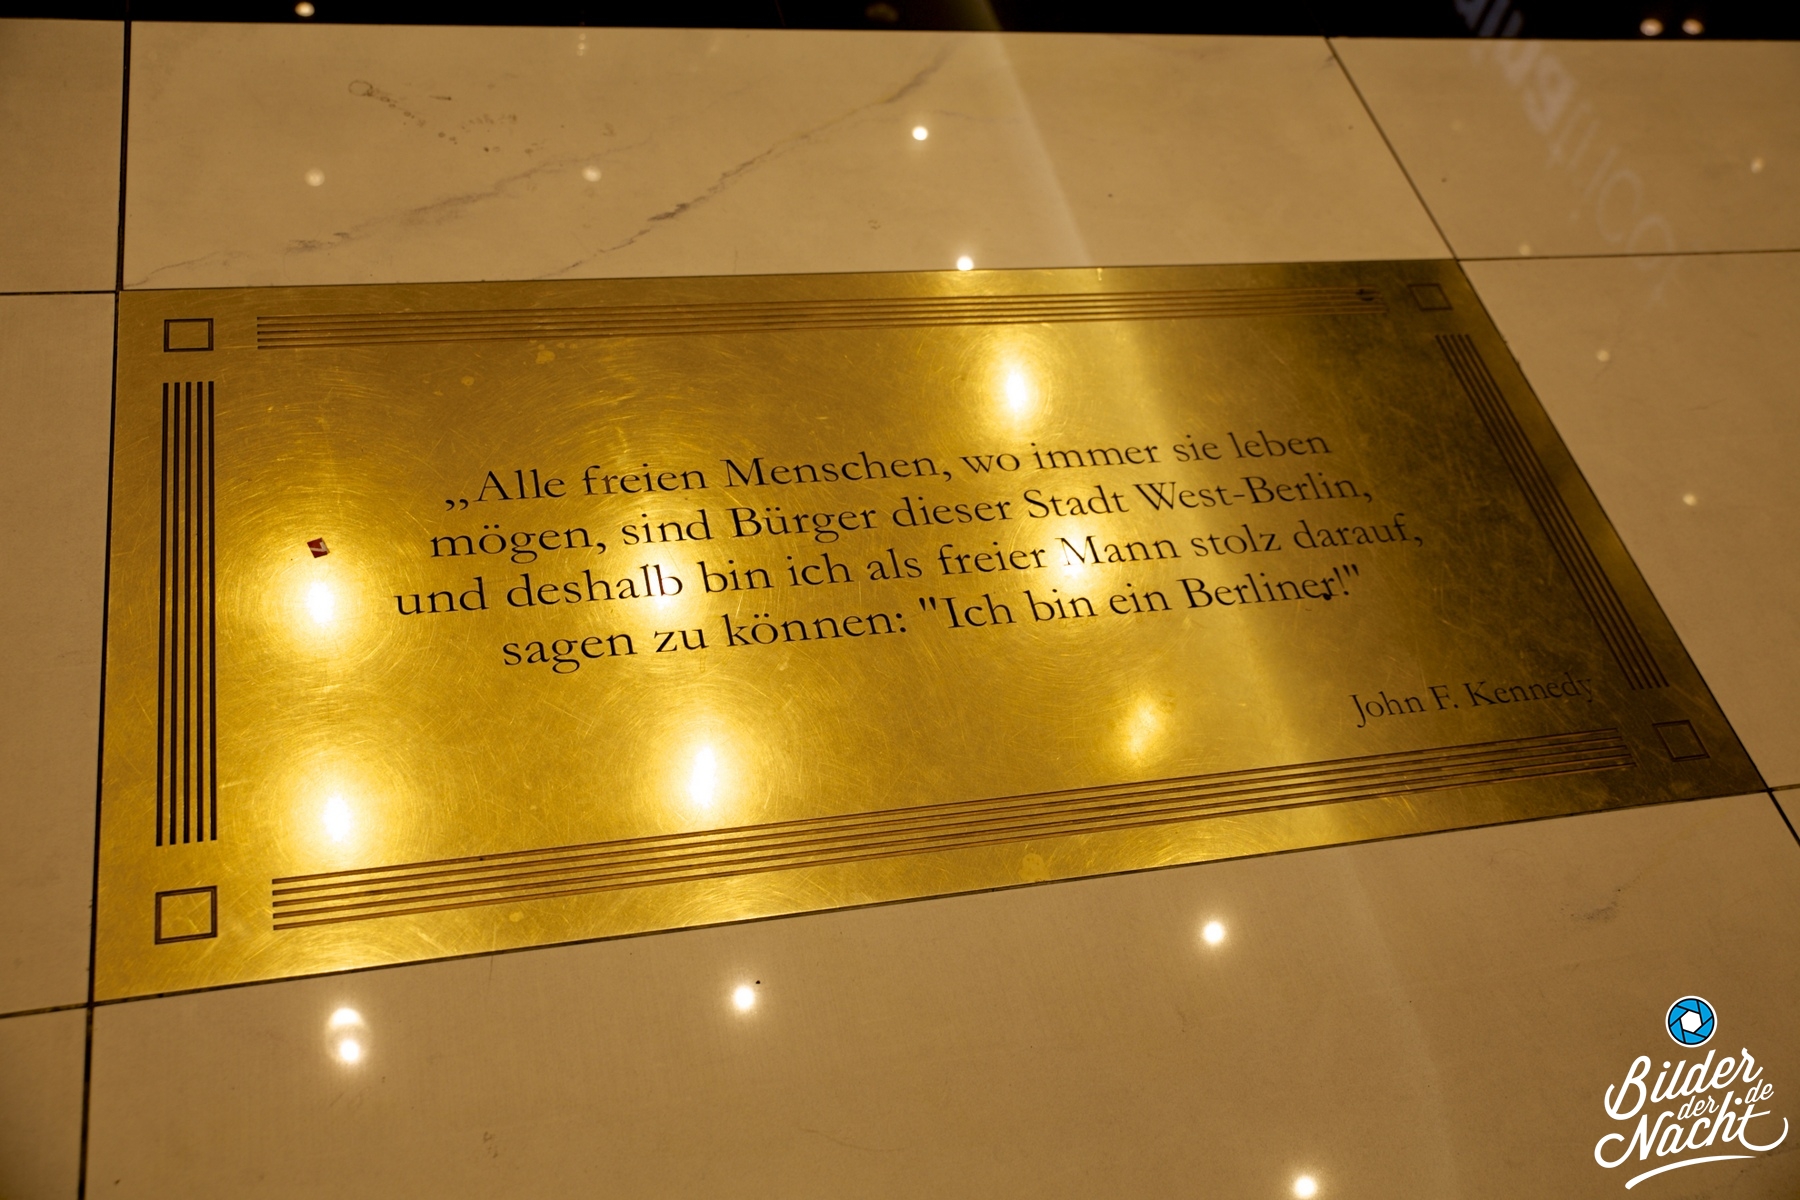 „Alle freien Menschen, wo immer sie leben
mögen, sind Bürger dieser Stadt West-Berlin,
und deshalb bin ich als freier Mann stolz darauf,
sagen zu können: "Ich bin ein Berliner!"
John F. Kennedy
Bilder
der
Nacht
de